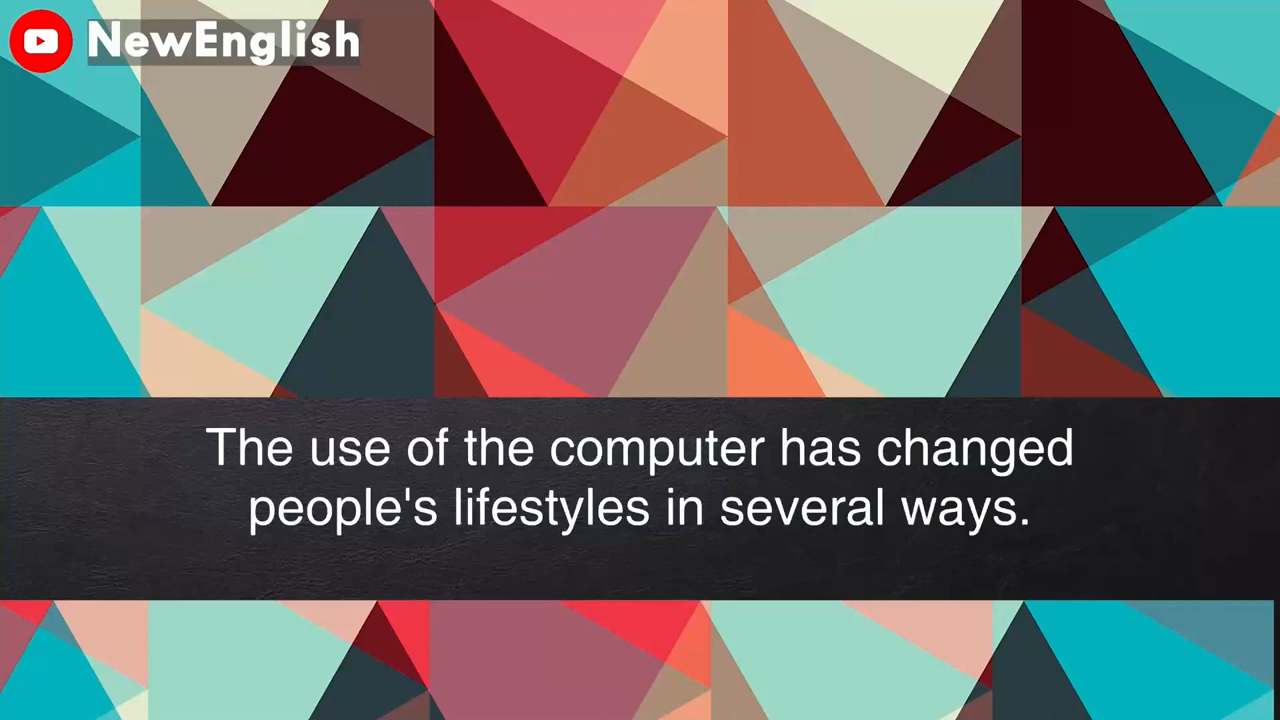 NewEnglish
The use of the computer has changed
people's lifestyles in several ways.